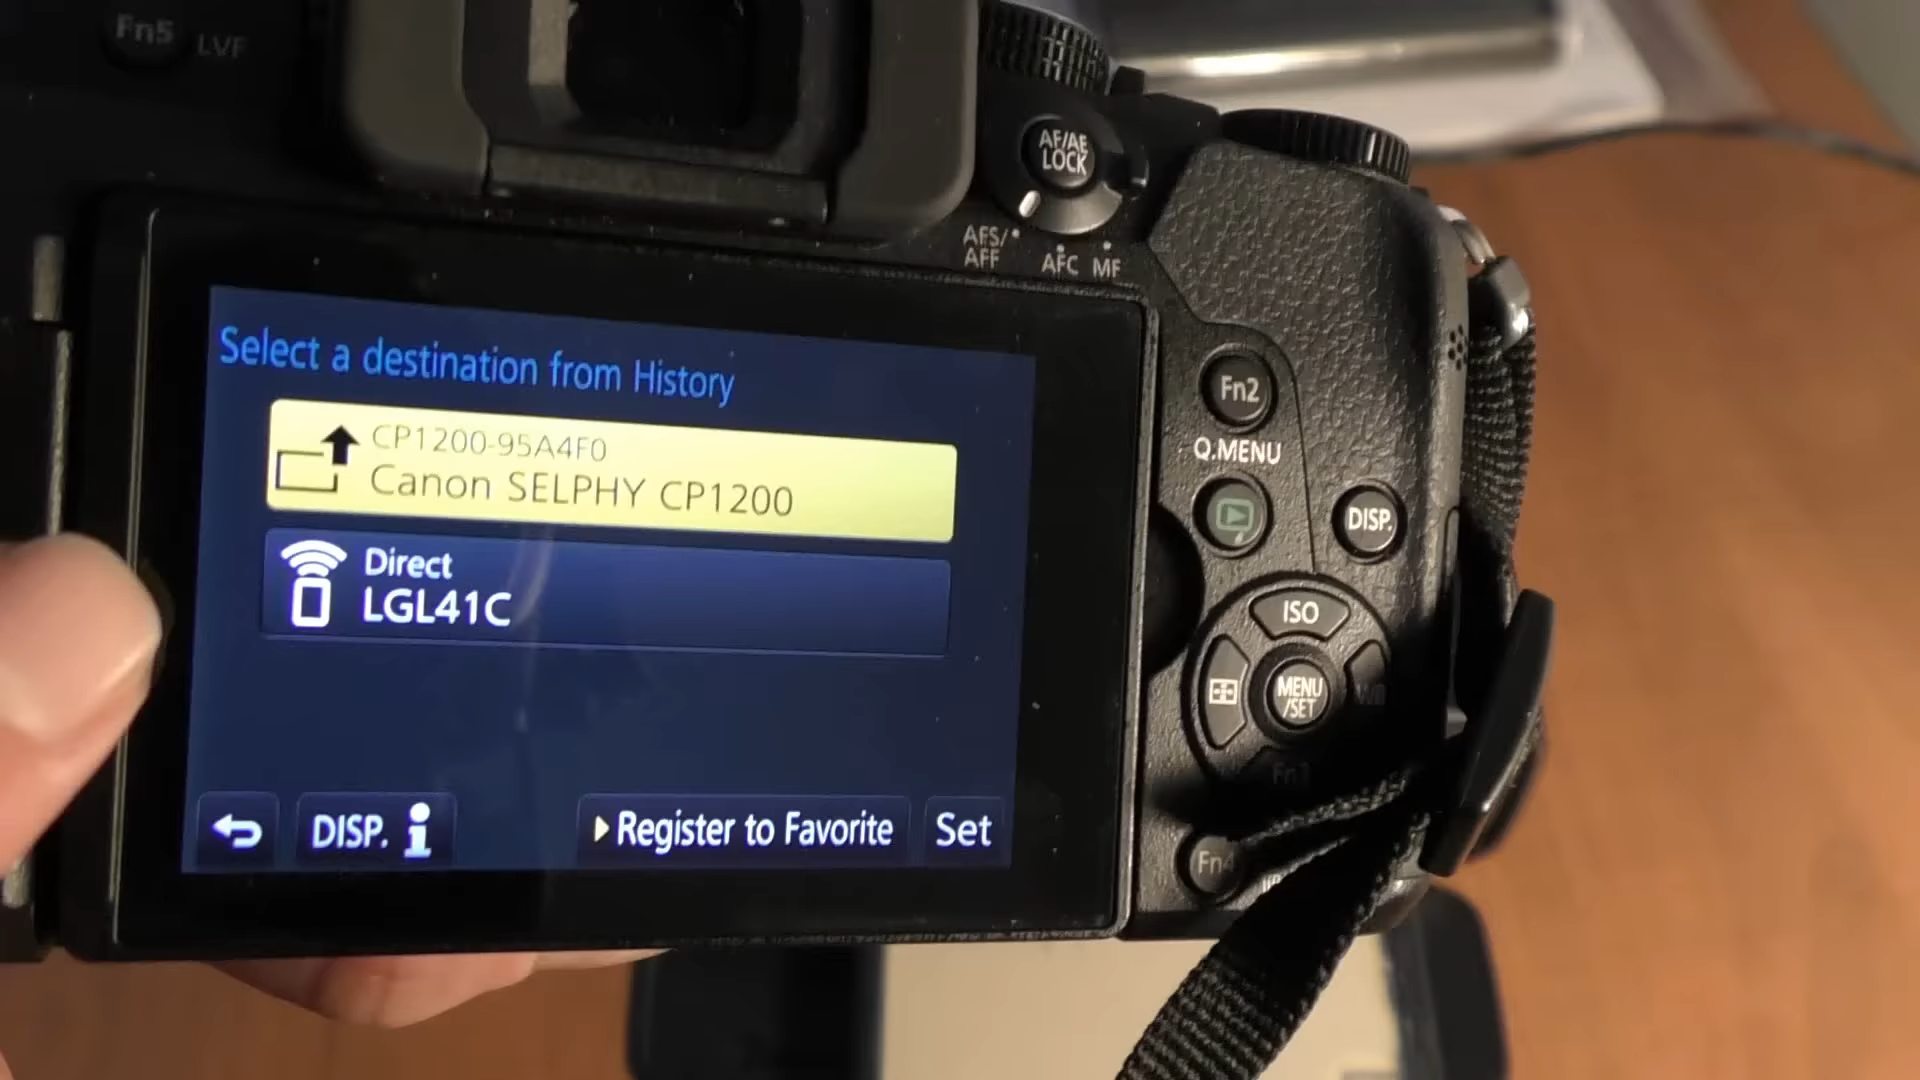 Fn5 LVF
AF/AE
LOCK
AFS/
AFF
AFC
MF
Select a destination from History
CP1200-95A4F0
Canon SELPHY CP1200
Direct
LGL41C
DISP.
Register to Favorite
Set
Fn2
Q.MENU
DISP.
ISO
MENU
/SET
Fn4